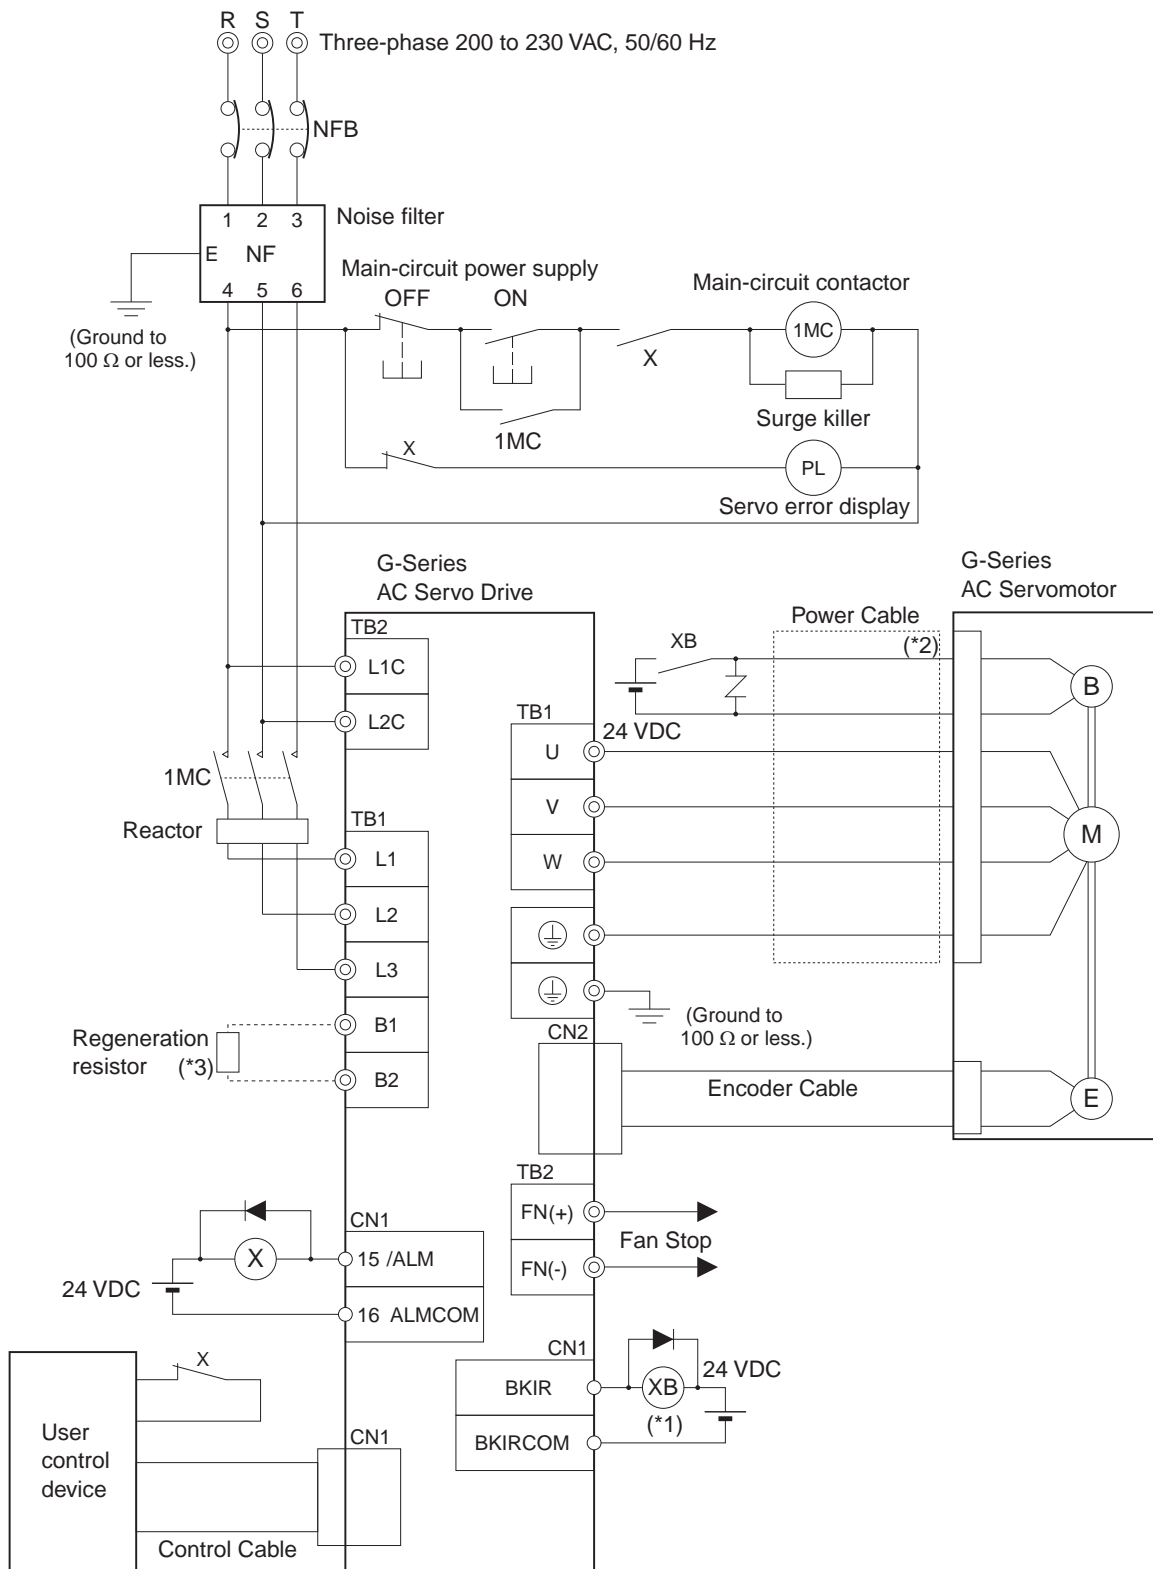 R S T
Three-phase 200 to 230 VAC, 50/60 Hz
NFB
1 2 3
Noise filter
E NF
4 5 6
(Ground to
100 Ω or less.)
Main-circuit power supply
OFF ON
Main-circuit contactor
1MC
X
Surge killer
1MC
X
PL
Servo error display
G-Series
AC Servo Drive
G-Series
AC Servomotor
TB2
L1C
L2C
Power Cable
(*2)
XB
24 VDC
B
TB1
U
V
W
M
1MC
Reactor
TB1
L1
L2
L3
B1
B2
Regeneration
resistor (*3)
(Ground to
100 Ω or less.)
CN2
Encoder Cable
E
TB2
FN(+)
FN(-)
Fan Stop
CN1
X
15 /ALM
24 VDC
16 ALMCOM
CN1
BKIR
XB
24 VDC
(*1)
BKIRCOM
X
User
control
device
CN1
Control Cable